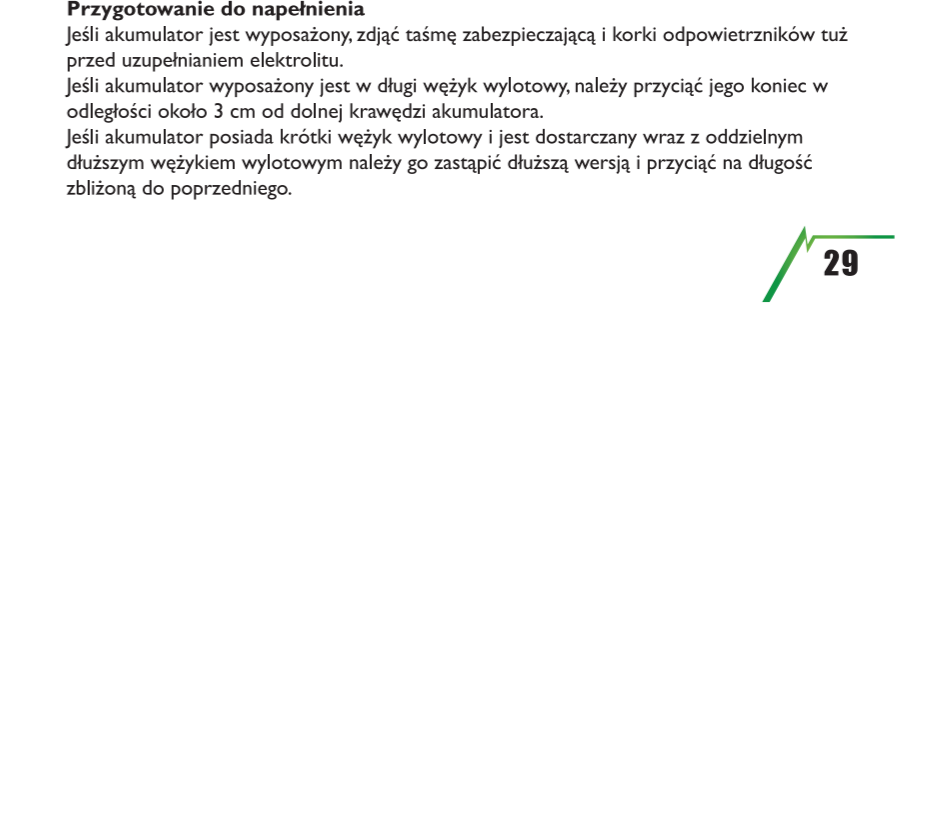 Przygotowanie do napełnienia
Jeśli akumulator jest wyposażony, zdjąć taśmę zabezpieczającą i korki odpowietrzników tuż
przed uzupełnianiem elektrolitu.
Jeśli akumulator wyposażony jest w długi wężyk wylotowy, należy przyciąć jego koniec w
odległości około 3 cm od dolnej krawędzi akumulatora.
Jeśli akumulator posiada krótki wężyk wylotowy i jest dostarczany wraz z oddzielnym
dłuższym wężykiem wylotowym należy go zastąpić dłuższą wersją i przyciąć na długość
zbliżoną do poprzedniego.
29